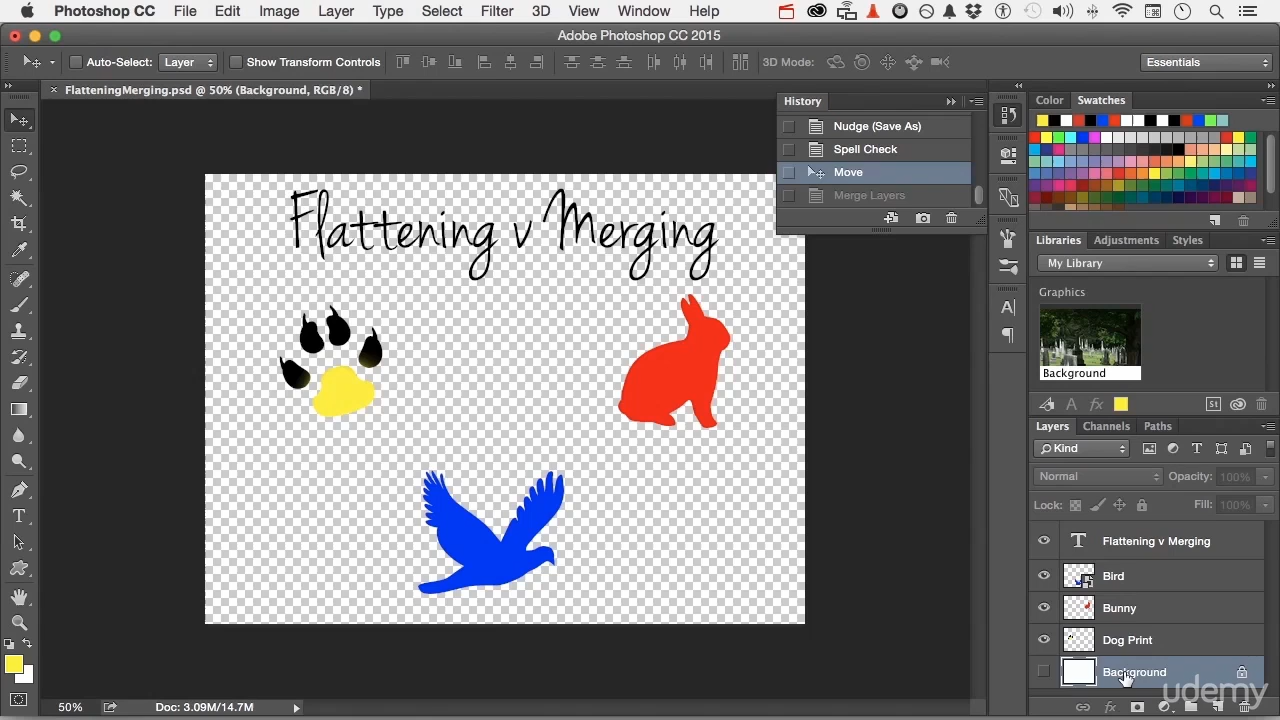 Photoshop CC File Edit Image Layer Type Select Filter 3D View Window Help
Adobe Photoshop CC 2015
Auto-Select: Layer Show Transform Controls 3D Mode: Essentials
FlatteningMerging.psd @ 50% (Background, RGB/8) *
History
Nudge (Save As)
Spell Check
Move
Merge Layers
Color Swatches
Flattening v Merging
Libraries Adjustments Styles
My Library
Graphics
Background
St
Layers Channels Paths
Kind
Normal Opacity: 100%
Lock: Fill: 100%
Flattening v Merging
Bird
Bunny
Dog Print
Background
50% Doc: 3.09M/14.7M
udemy